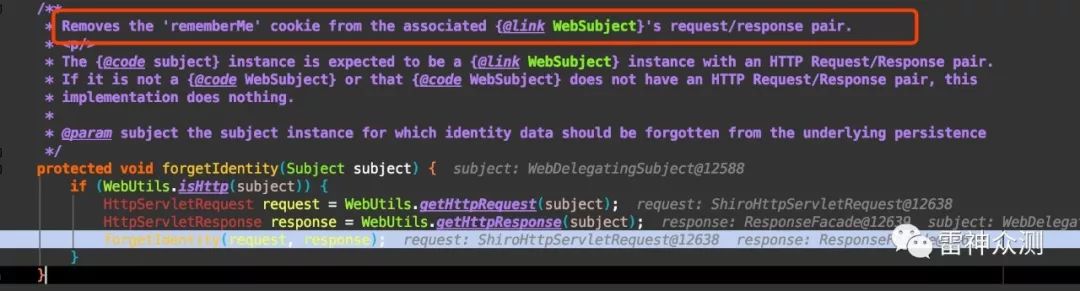 /**
* Removes the 'rememberMe' cookie from the associated {@link WebSubject}'s request/response pair.
* <p/>
* The {@code subject} instance is expected to be a {@link WebSubject} instance with an HTTP Request/Response pair.
* If it is not a {@code WebSubject} or that {@code WebSubject} does not have an HTTP Request/Response pair, this
* implementation does nothing.
*
* @param subject the subject instance for which identity data should be forgotten from the underlying persistence
*/
protected void forgetIdentity(Subject subject) { subject: WebDelegatingSubject@12588
if (WebUtils.isHttp(subject)) {
HttpServletRequest request = WebUtils.getHttpRequest(subject); request: ShiroHttpServletRequest@12638
HttpServletResponse response = WebUtils.getHttpResponse(subject); response: ResponseFacade@12639 subject: WebDelegat
forgetIdentity(request, response); request: ShiroHttpServletRequest@12638 response:
}
}
雷神众测